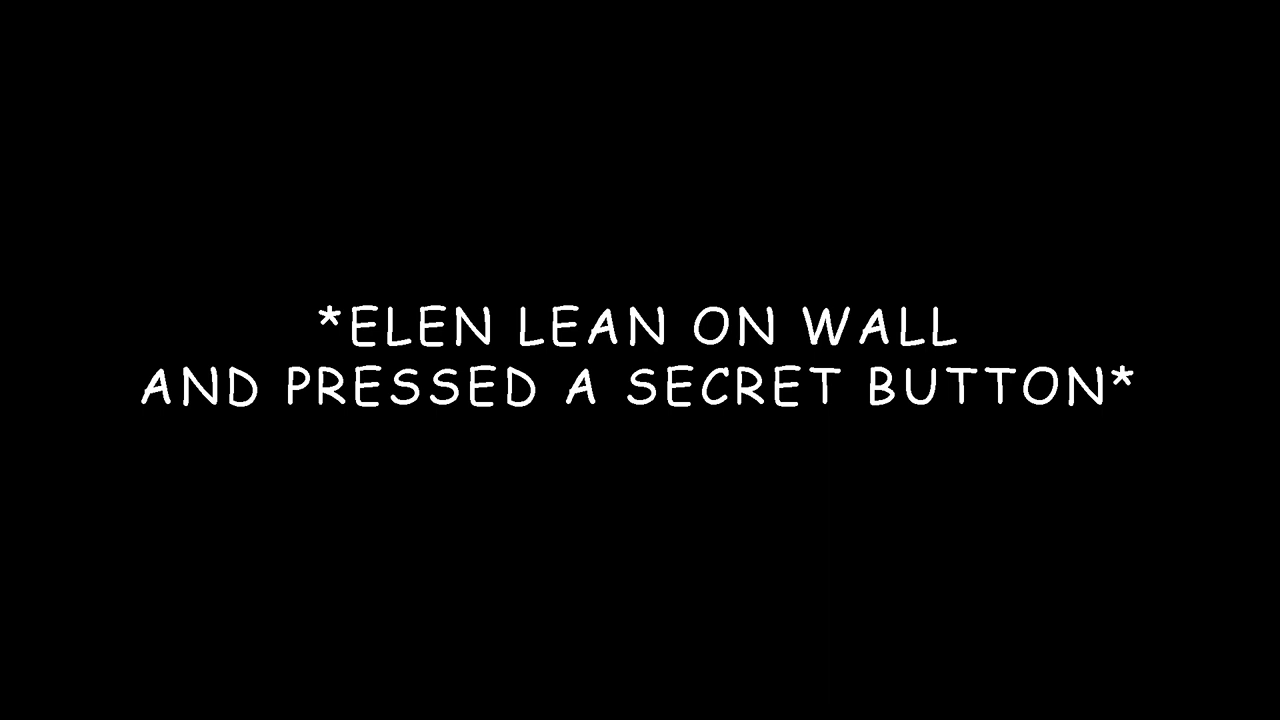 *ELEN LEAN ON WALL
AND PRESSED A SECRET BUTTON*